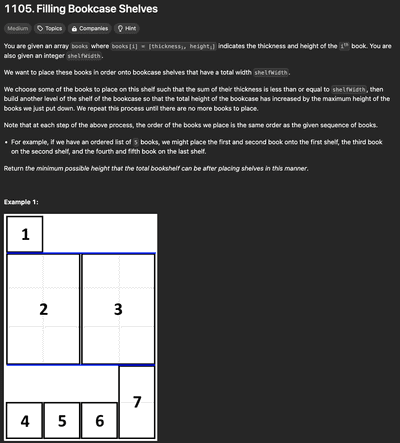 1105. Filling Bookcase Shelves
Medium Topics Companies Hint
You are given an array books where books[i] = [thicknessᵢ, heightᵢ] indicates the thickness and height of the iᵗʰ book. You are
also given an integer shelfWidth.
We want to place these books in order onto bookcase shelves that have a total width shelfWidth.
We choose some of the books to place on this shelf such that the sum of their thickness is less than or equal to shelfWidth, then
build another level of the shelf of the bookcase so that the total height of the bookcase has increased by the maximum height of the
books we just put down. We repeat this process until there are no more books to place.
Note that at each step of the above process, the order of the books we place is the same order as the given sequence of books.
• For example, if we have an ordered list of 5 books, we might place the first and second book onto the first shelf, the third book
on the second shelf, and the fourth and fifth book on the last shelf.
Return the minimum possible height that the total bookshelf can be after placing shelves in this manner.
Example 1:
1
2 3
7
4 5 6